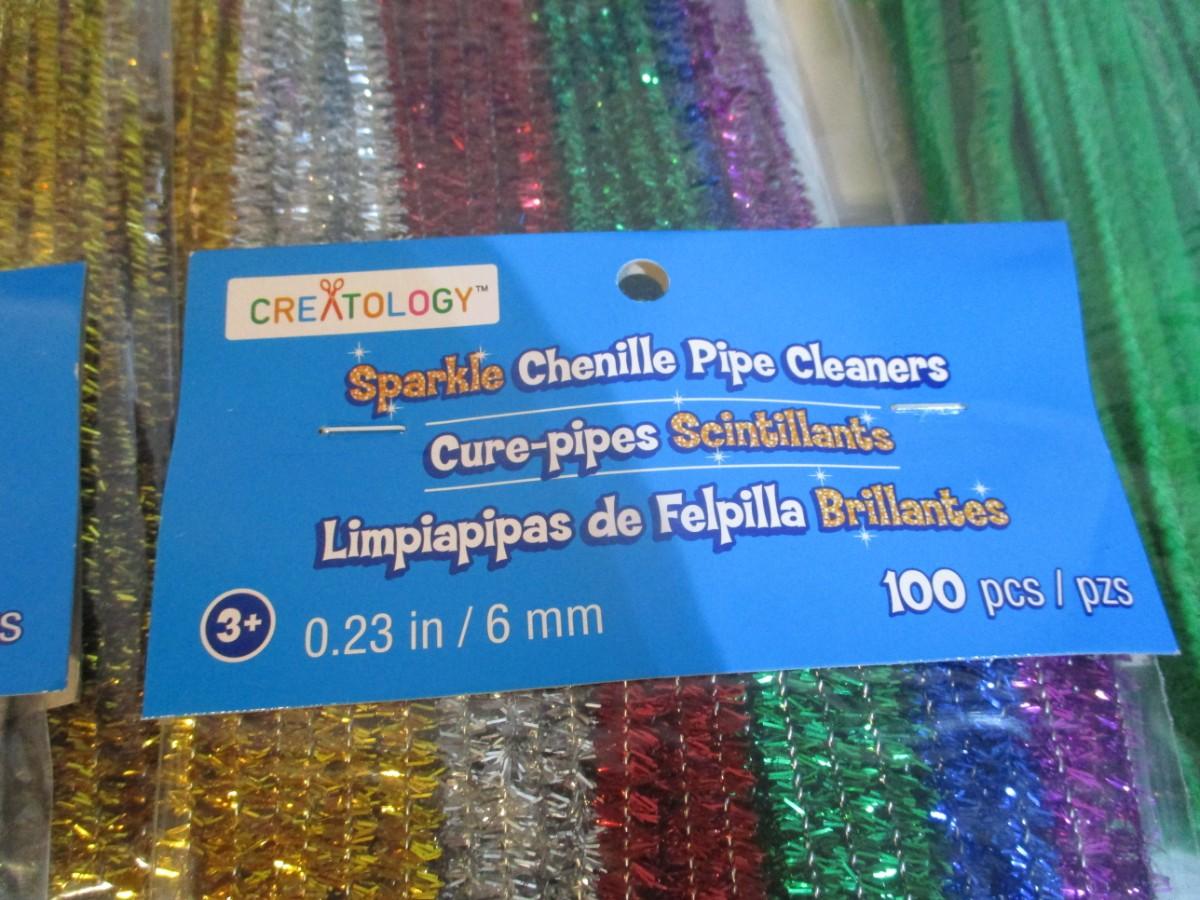 CREATOLOGY™
Sparkle Chenille Pipe Cleaners
Cure-pipes Scintillants
Limpiapipas de Felpilla Brillantes
3+ 0.23 in / 6 mm
100 pcs / pzs
s